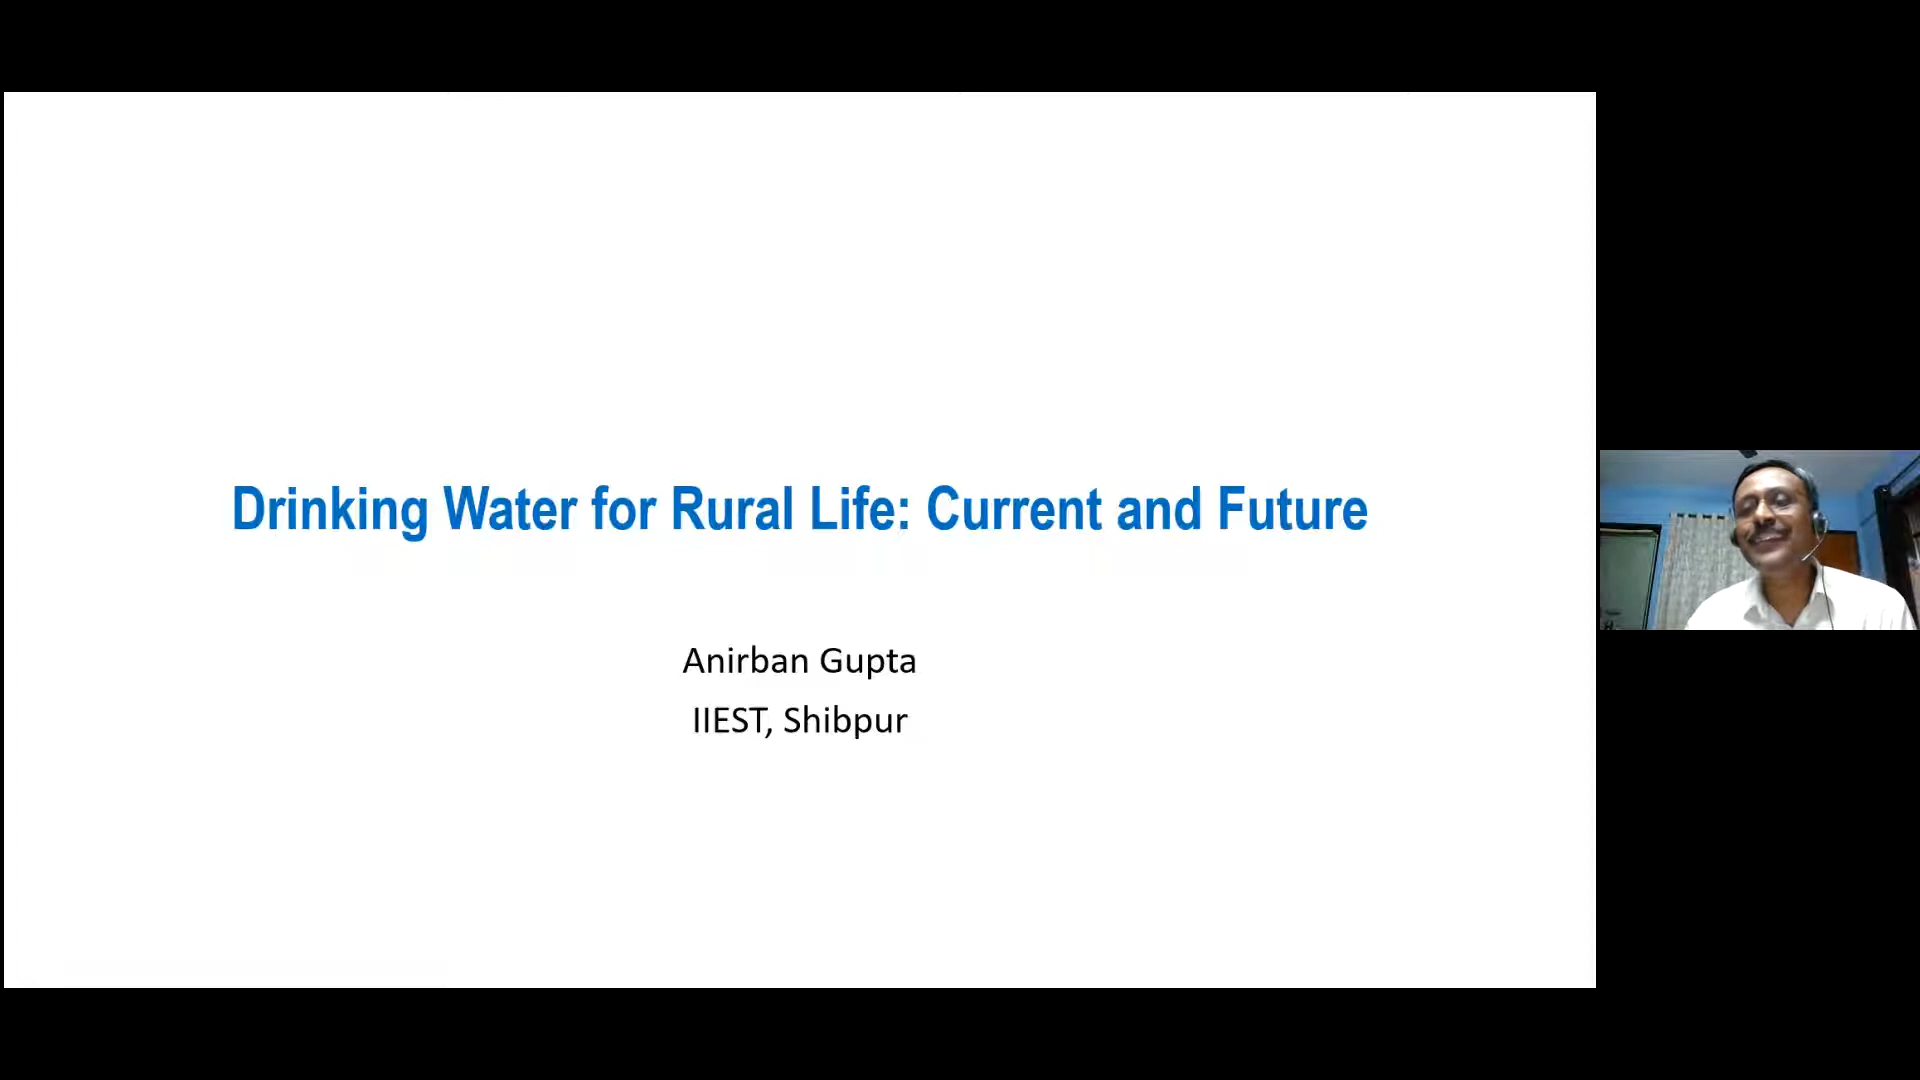 Drinking Water for Rural Life: Current and Future
Anirban Gupta
IIEST, Shibpur